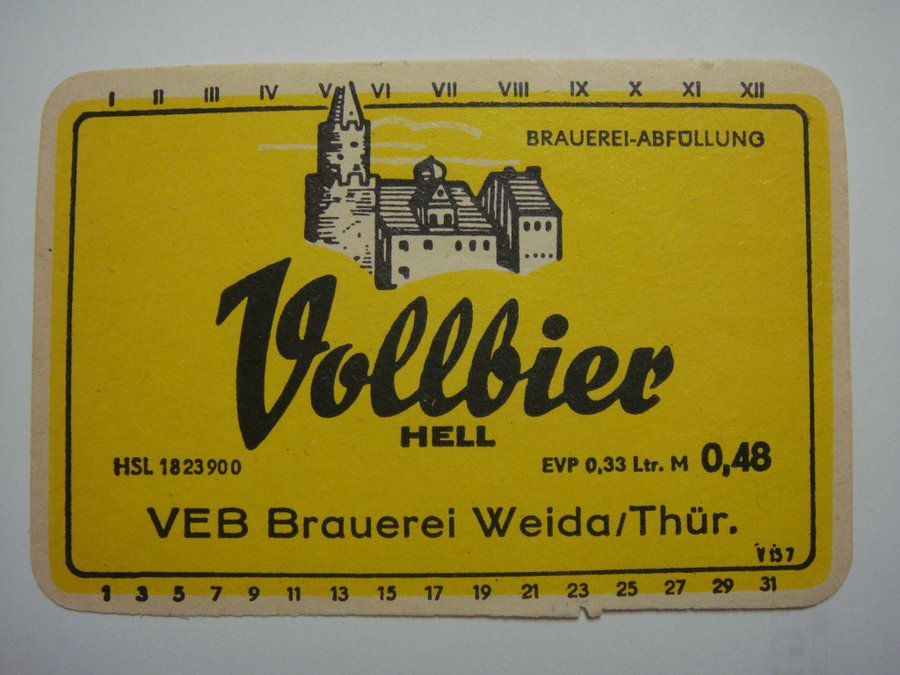 I II III IV V VI VII VIII IX X XI XII
BRAUEREI-ABFÜLLUNG
Vollbier
HELL
HSL 1823900
EVP 0,33 Ltr. M 0,48
VEB Brauerei Weida/Thür.
1 3 5 7 9 11 13 15 17 19 21 23 25 27 29 31